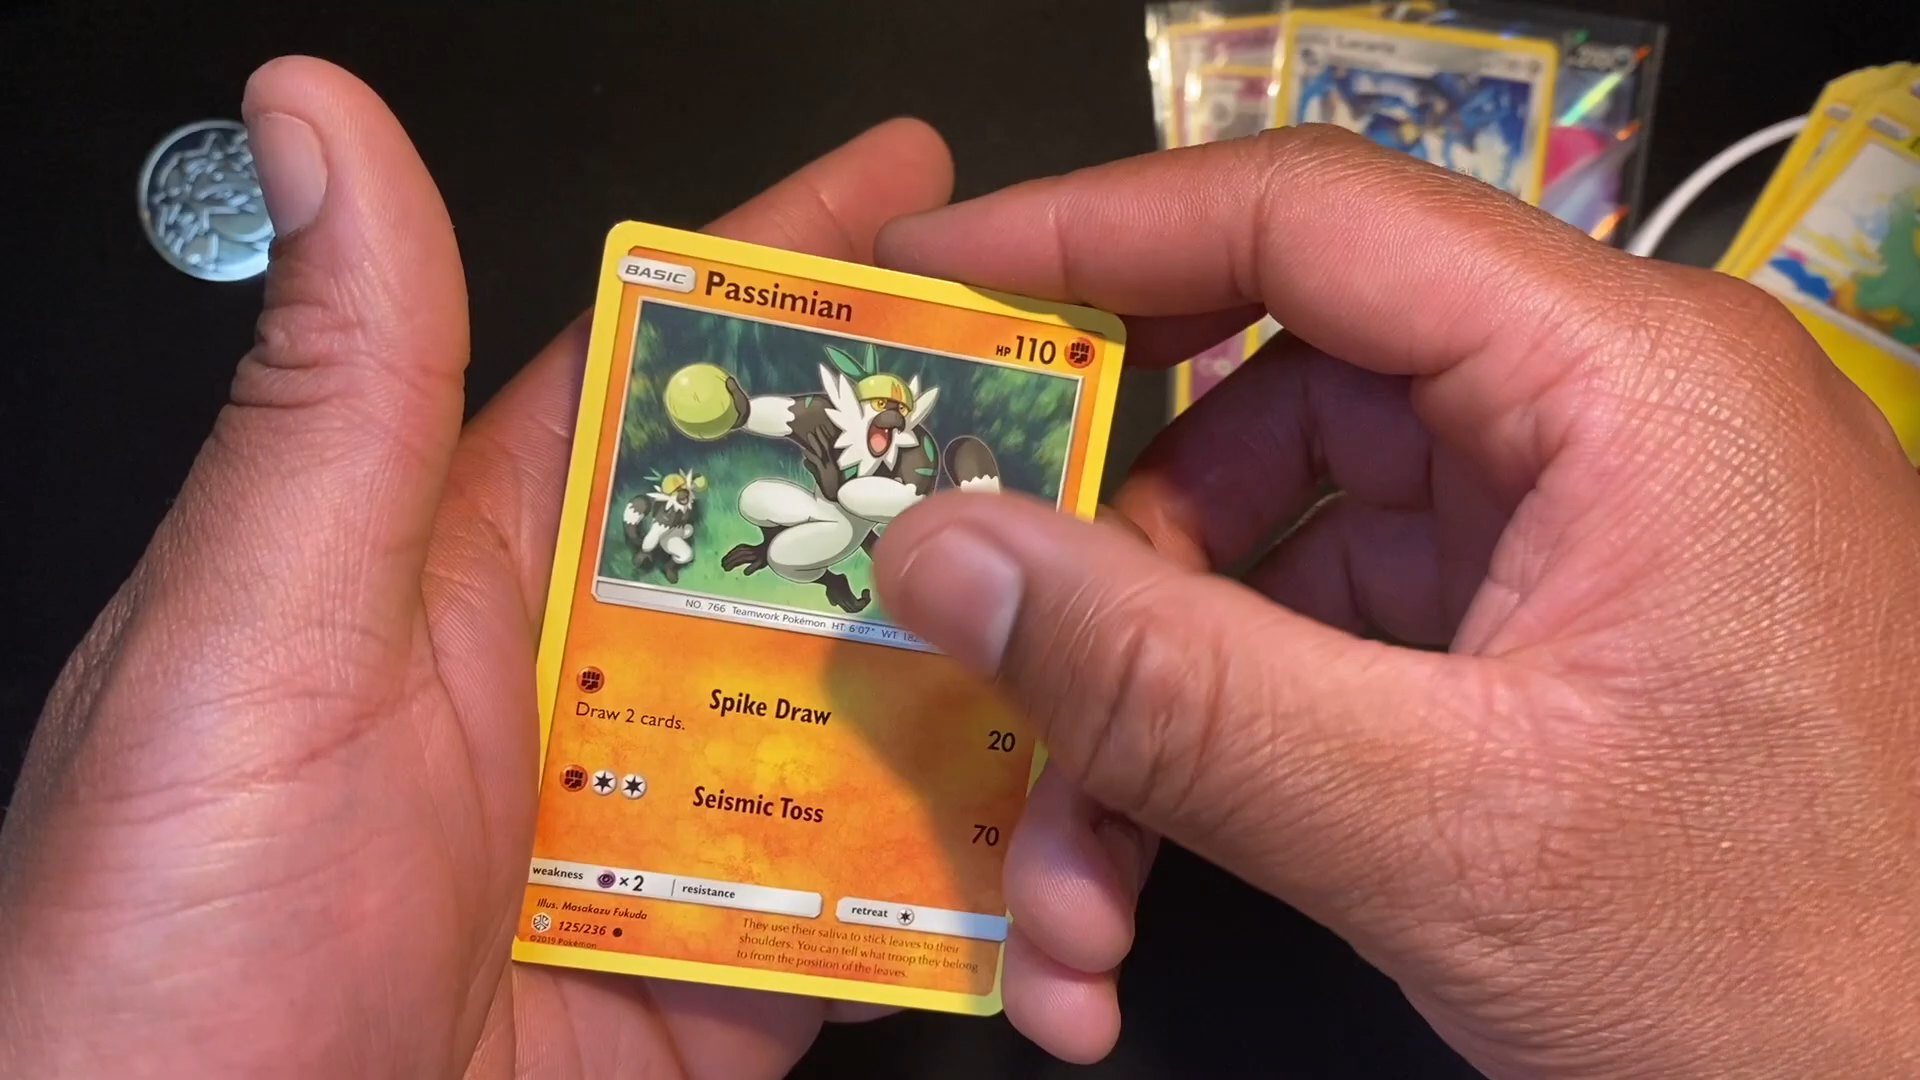 BASIC Passimian
HP 110
NO. 766 Teamwork Pokémon HT 6'07" WT 182
Spike Draw
Draw 2 cards.
20
Seismic Toss
70
weakness ×2 resistance
retreat
Illus. Masakazu Fukuda
125/236
©2019 Pokémon
They use their saliva to stick leaves to their
shoulders. You can tell what troop they belong
to from the position of the leaves.